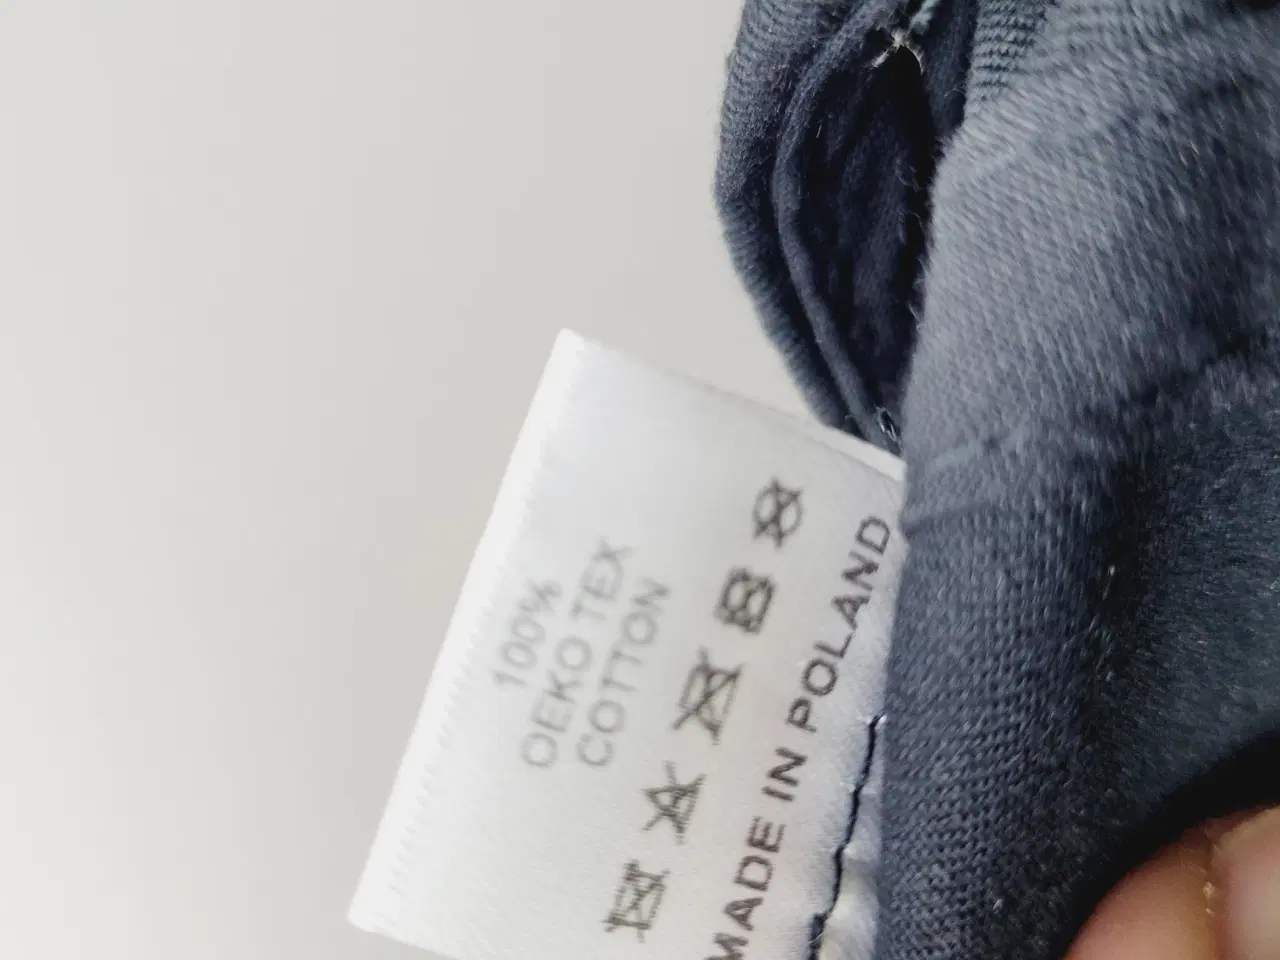 100%
OEKO TEX
COTTON
MADE IN POLAND